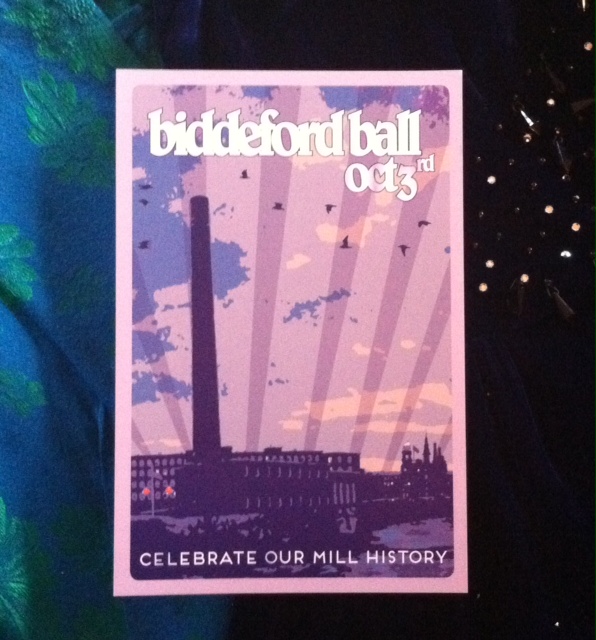 biddeford ball
oct 3rd
CELEBRATE OUR MILL HISTORY